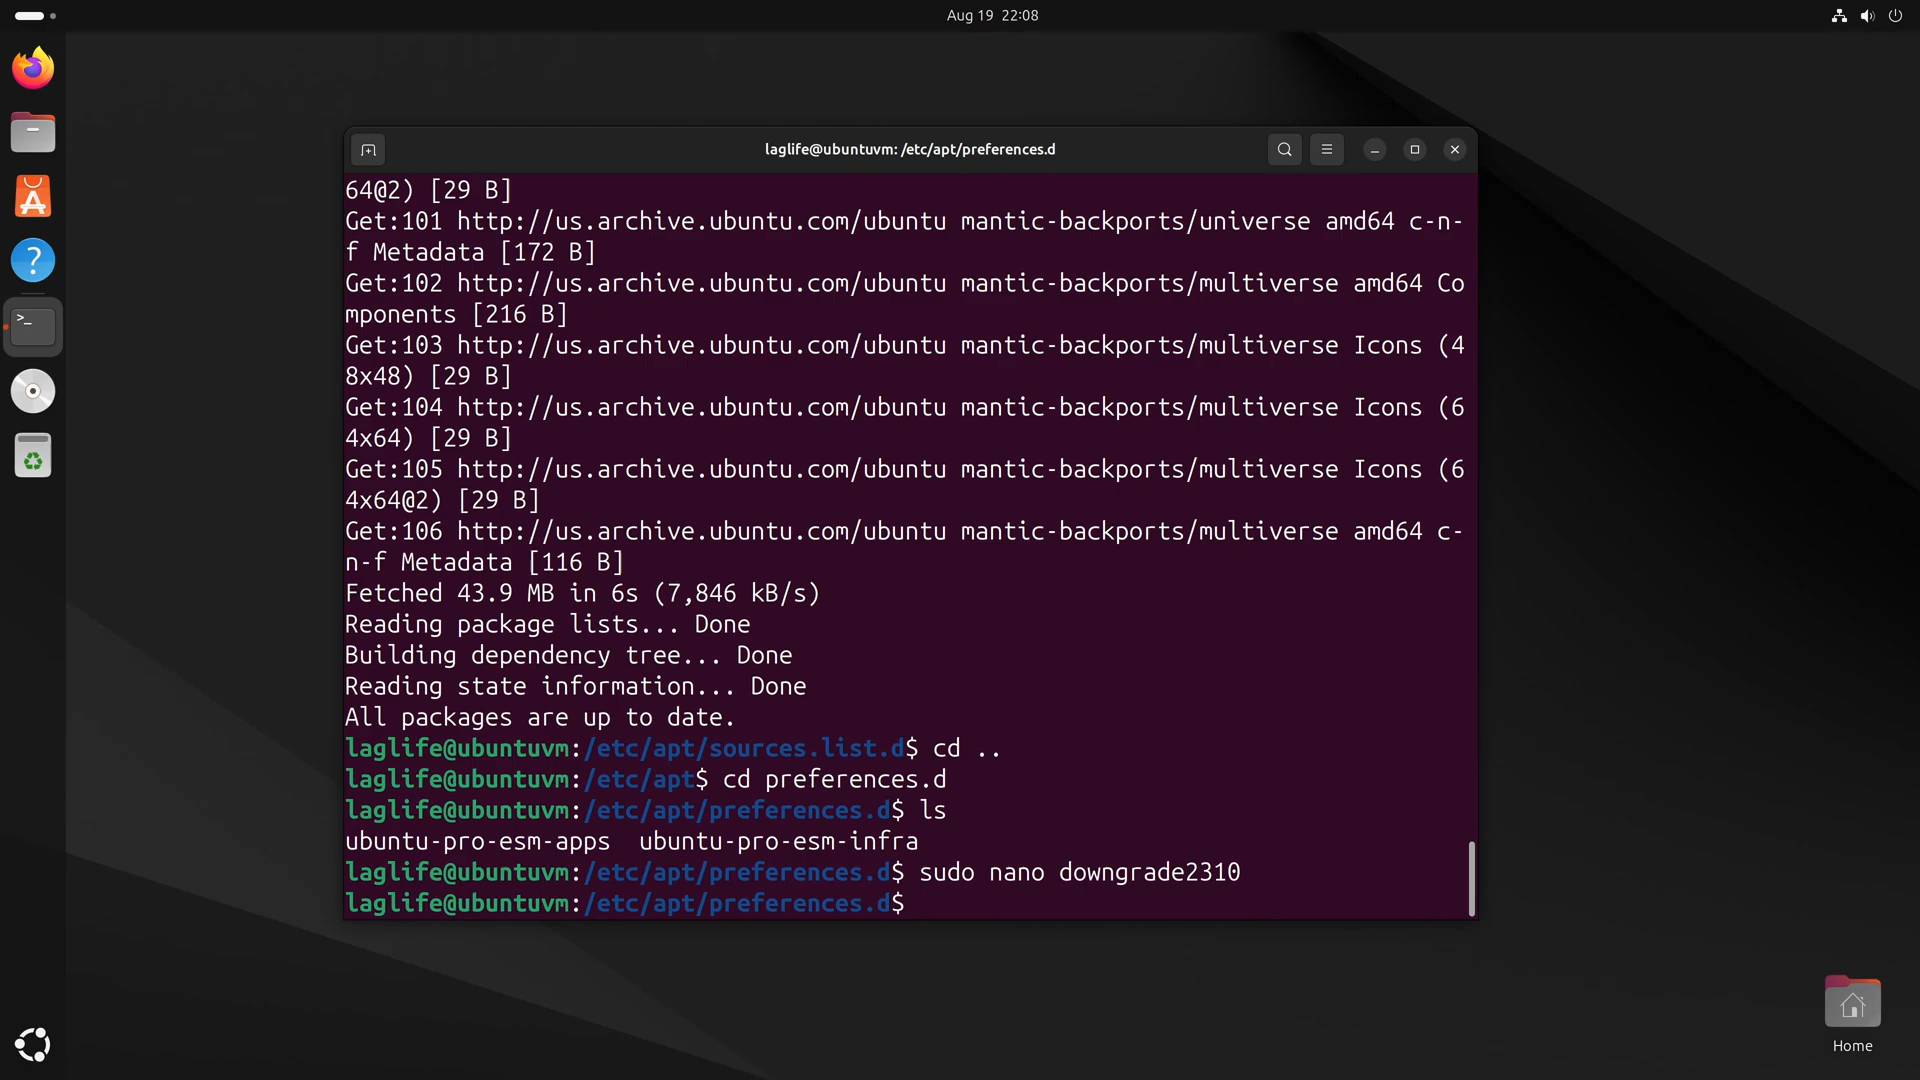 Aug 19 22:08
laglife@ubuntuvm: /etc/apt/preferences.d
64@2) [29 B]
Get:101 http://us.archive.ubuntu.com/ubuntu mantic-backports/universe amd64 c-n-
f Metadata [172 B]
Get:102 http://us.archive.ubuntu.com/ubuntu mantic-backports/multiverse amd64 Co
mponents [216 B]
Get:103 http://us.archive.ubuntu.com/ubuntu mantic-backports/multiverse Icons (4
8x48) [29 B]
Get:104 http://us.archive.ubuntu.com/ubuntu mantic-backports/multiverse Icons (6
4x64) [29 B]
Get:105 http://us.archive.ubuntu.com/ubuntu mantic-backports/multiverse Icons (6
4x64@2) [29 B]
Get:106 http://us.archive.ubuntu.com/ubuntu mantic-backports/multiverse amd64 c-
n-f Metadata [116 B]
Fetched 43.9 MB in 6s (7,846 kB/s)
Reading package lists... Done
Building dependency tree... Done
Reading state information... Done
All packages are up to date.
laglife@ubuntuvm:/etc/apt/sources.list.d$ cd ..
laglife@ubuntuvm:/etc/apt$ cd preferences.d
laglife@ubuntuvm:/etc/apt/preferences.d$ ls
ubuntu-pro-esm-apps  ubuntu-pro-esm-infra
laglife@ubuntuvm:/etc/apt/preferences.d$ sudo nano downgrade2310
laglife@ubuntuvm:/etc/apt/preferences.d$
Home